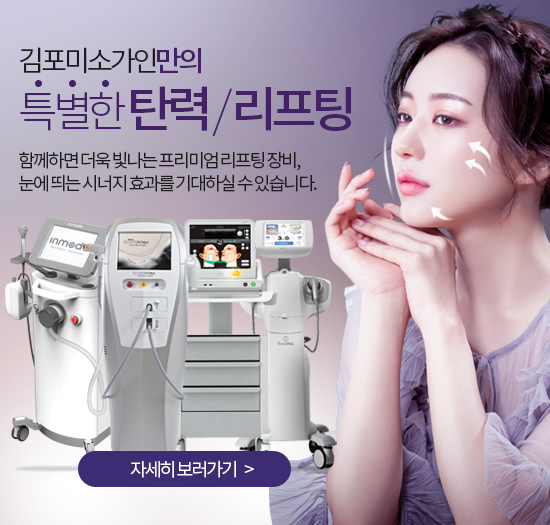 김포미소가인만의
특별한 탄력/리프팅
함께하면 더욱 빛나는 프리미엄 리프팅 장비,
눈에 띄는 시너지 효과를 기대하실 수 있습니다.
inmode
자세히 보러가기 >